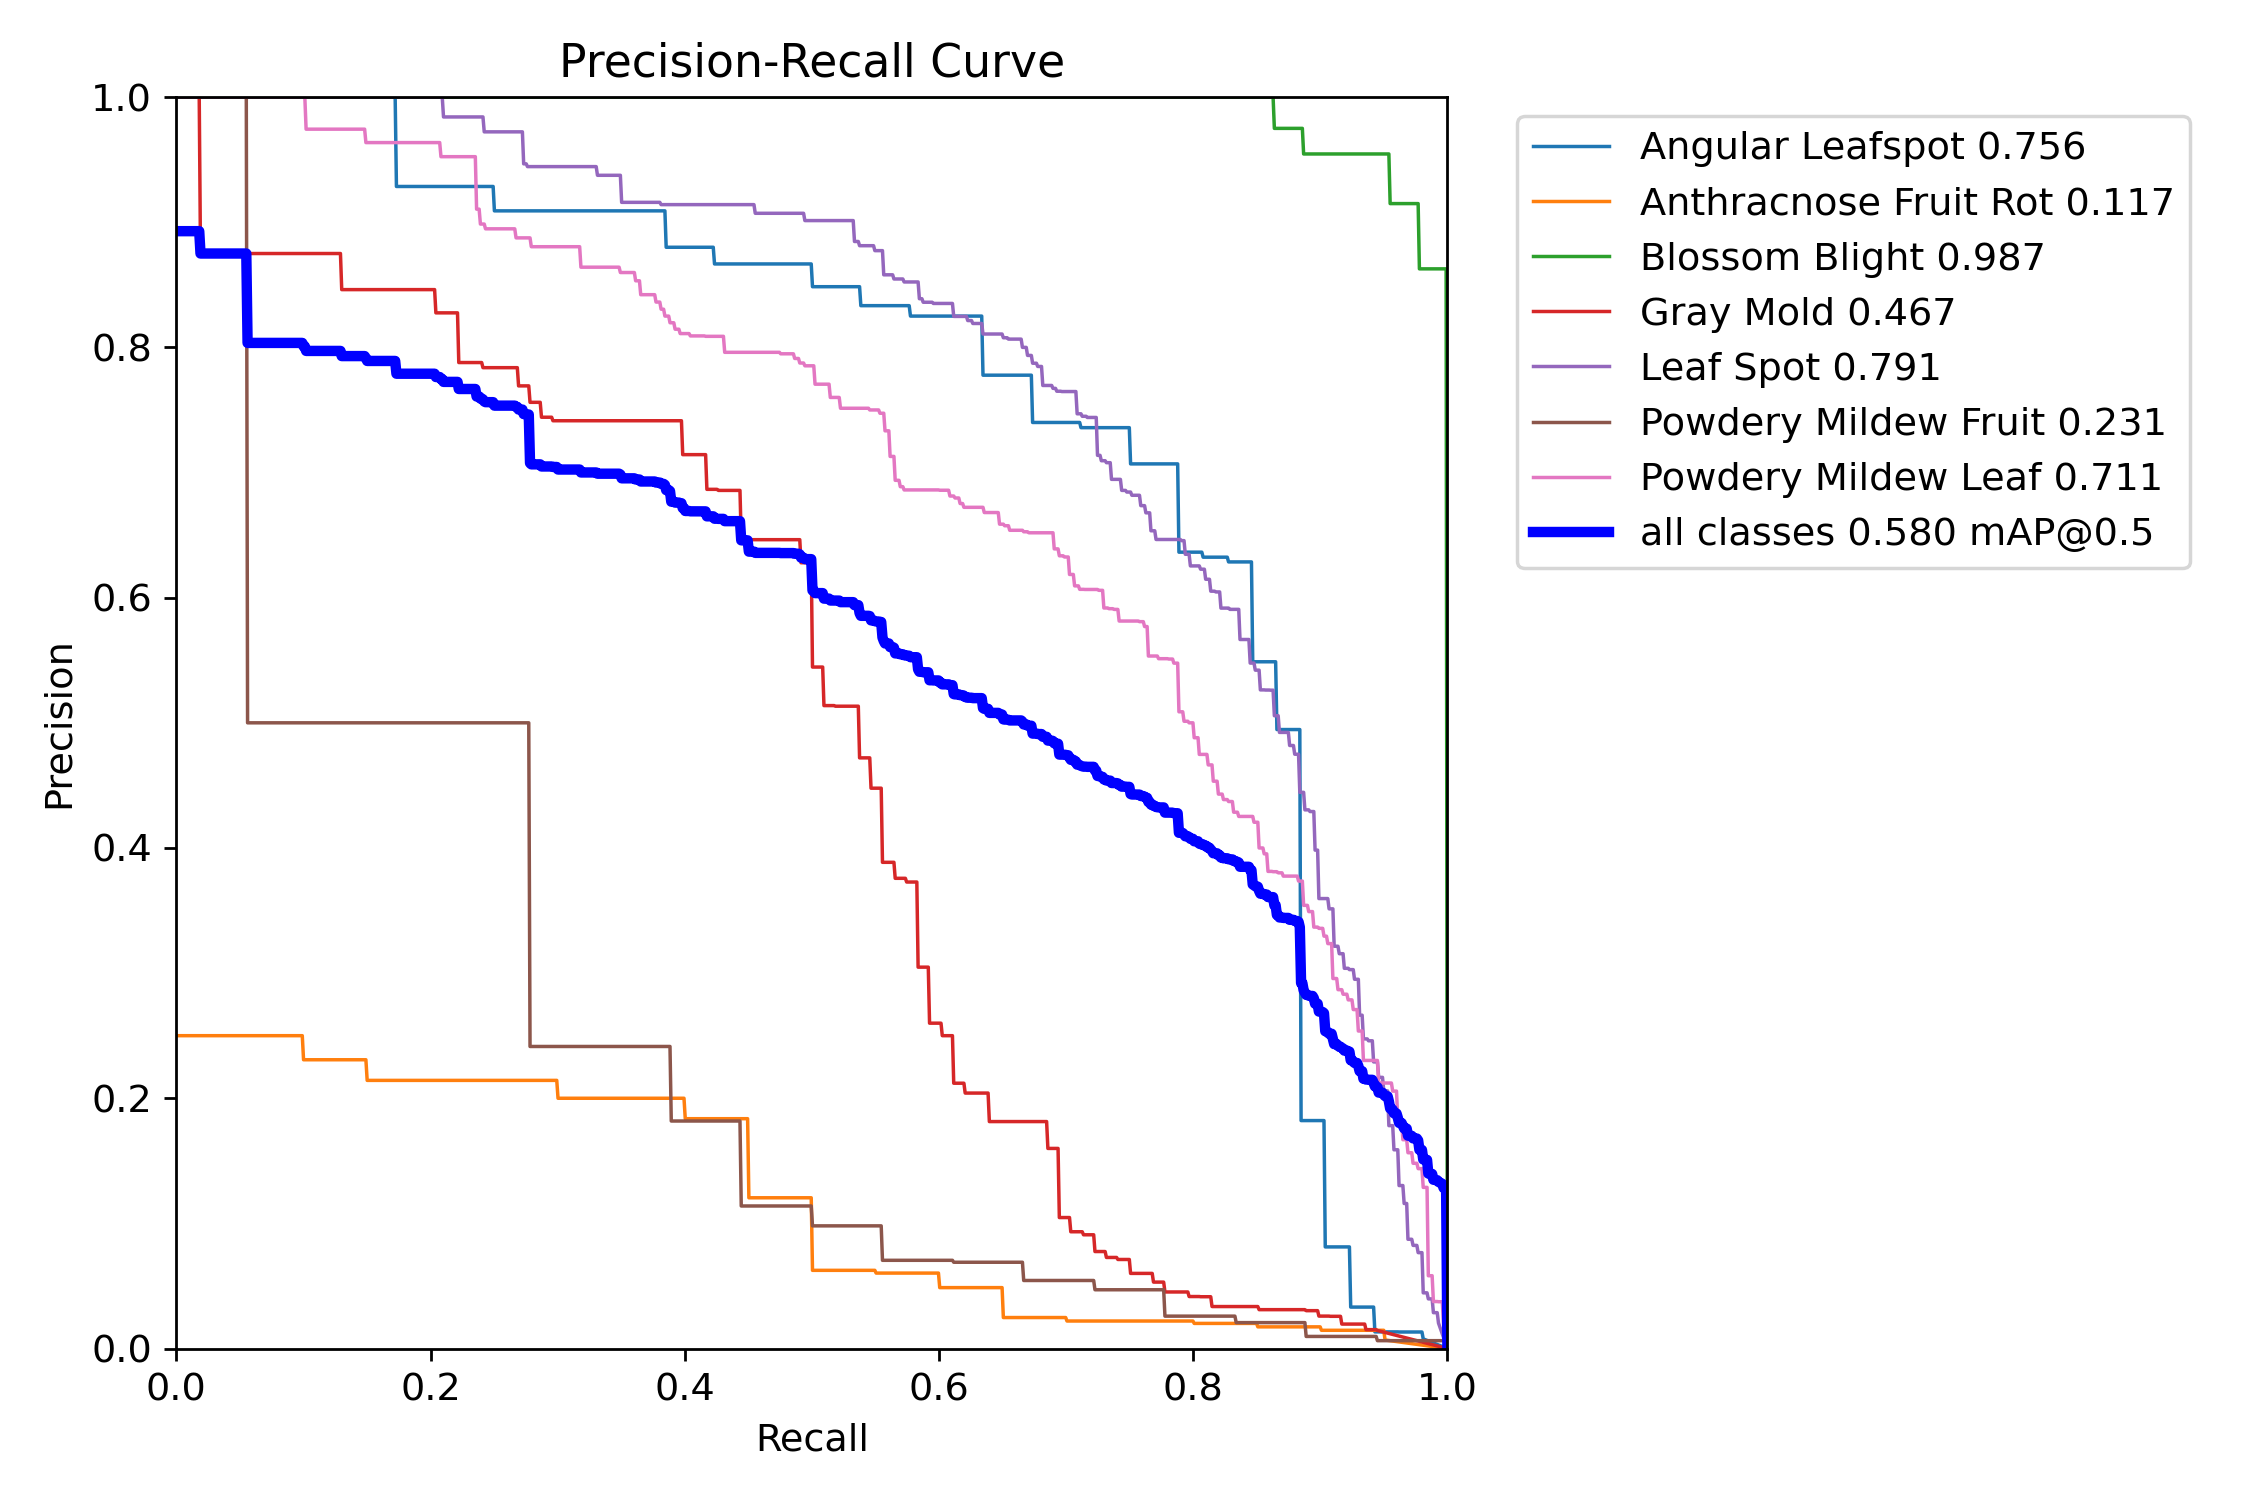 Precision-Recall Curve
1.0
0.8
0.6
0.4
0.2
0.0
Precision
0.0 0.2 0.4 0.6 0.8 1.0
Recall
Angular Leafspot 0.756
Anthracnose Fruit Rot 0.117
Blossom Blight 0.987
Gray Mold 0.467
Leaf Spot 0.791
Powdery Mildew Fruit 0.231
Powdery Mildew Leaf 0.711
all classes 0.580 mAP@0.5